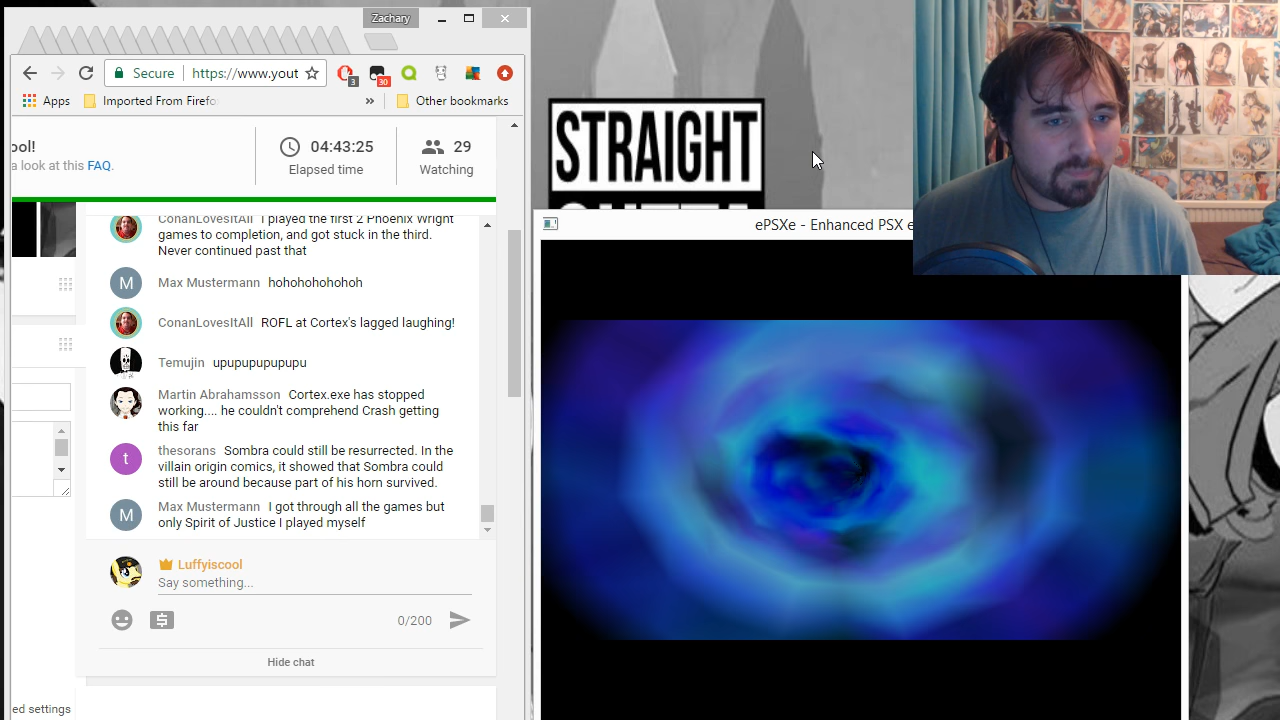 Zachary
Secure
https://www.yout
3
30
Apps
Imported From Firefo
»
Other bookmarks
ool!
a look at this FAQ.
04:43:25
Elapsed time
29
Watching
ConanLovesItAll I played the first 2 Phoenix Wright
games to completion, and got stuck in the third.
Never continued past that
M
Max Mustermann hohohohohohoh
ConanLovesItAll ROFL at Cortex's lagged laughing!
Temujin upupupupupupu
Martin Abrahamsson Cortex.exe has stopped
working.... he couldn't comprehend Crash getting
this far
t
thesorans Sombra could still be resurrected. In the
villain origin comics, it showed that Sombra could
still be around because part of his horn survived.
M
Max Mustermann I got through all the games but
only Spirit of Justice I played myself
Luffyiscool
Say something...
0/200
Hide chat
ed settings
STRAIGHT
ePSXe - Enhanced PSX e